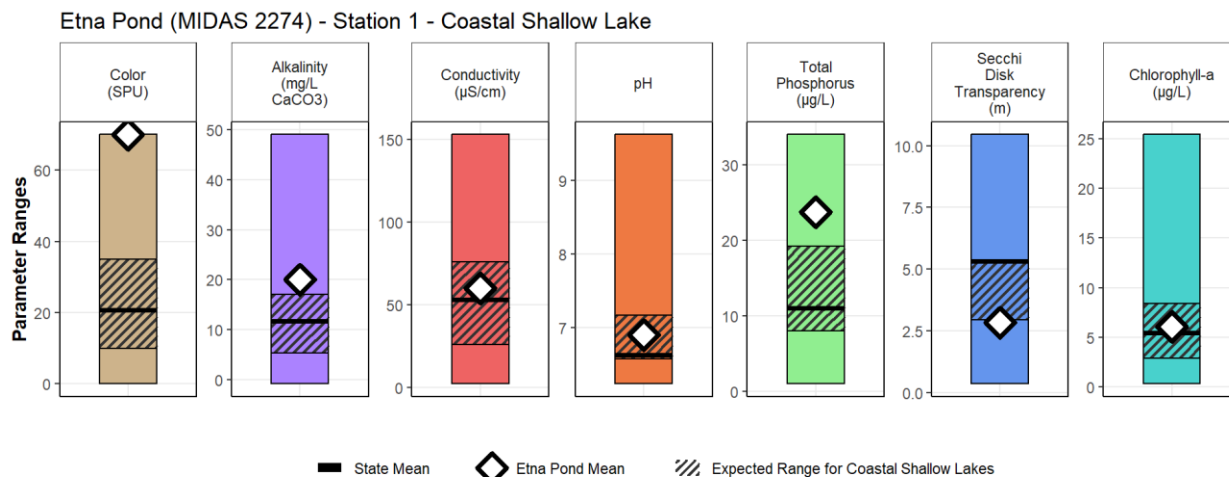 Etna Pond (MIDAS 2274) - Station 1 - Coastal Shallow Lake
Color
(SPU)
Alkalinity
(mg/L
CaCO3)
Conductivity
(µS/cm)
pH
Total
Phosphorus
(µg/L)
Secchi
Disk
Transparency
(m)
Chlorophyll-a
(µg/L)
Parameter Ranges
60
40
20
0
50
40
30
20
10
0
150
100
50
0
9
8
7
30
20
10
0
10.0
7.5
5.0
2.5
0.0
25
20
15
10
5
0
State Mean
Etna Pond Mean
Expected Range for Coastal Shallow Lakes